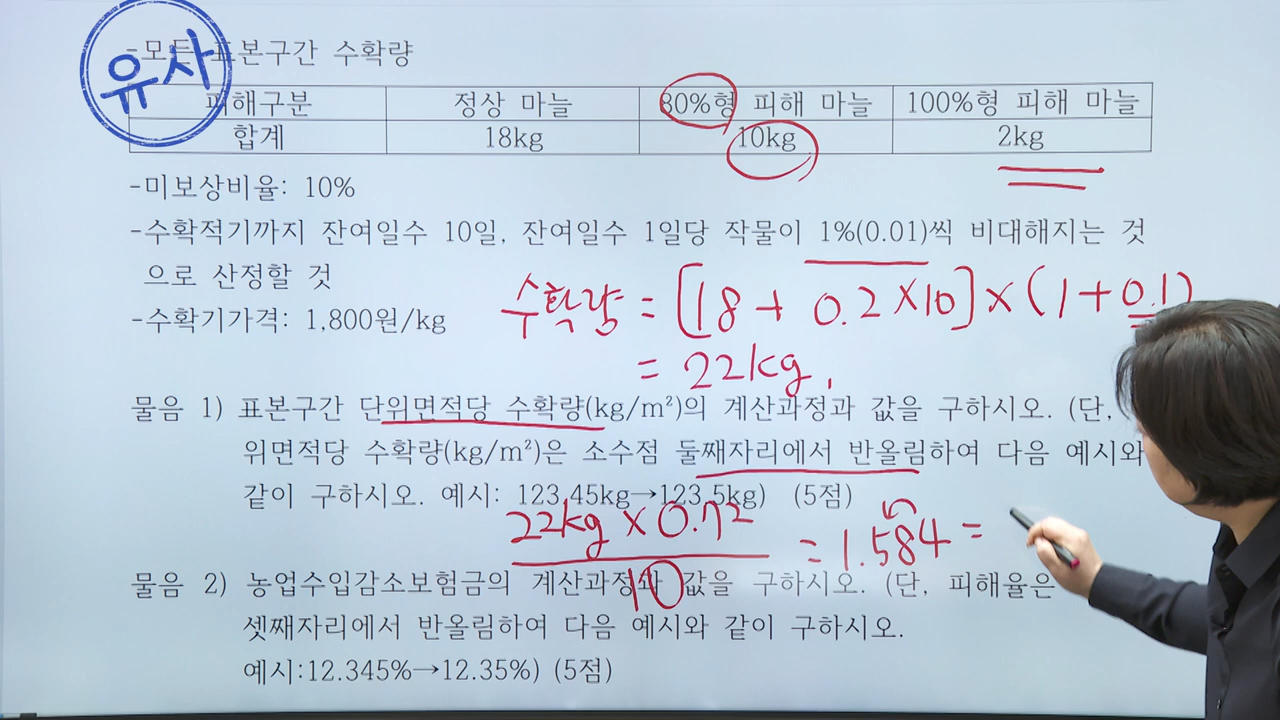 유사
-모든 표본구간 수확량
피해구분 정상 마늘 80%형 피해 마늘 100%형 피해 마늘
합계 18kg 10kg 2kg
-미보상비율: 10%
-수확적기까지 잔여일수 10일, 잔여일수 1일당 작물이 1%(0.01)씩 비대해지는 것
으로 산정할 것
-수확기가격: 1,800원/kg
수확량 = [18 + 0.2×10]×(1+0.1)
= 22kg.
물음 1) 표본구간 단위면적당 수확량(kg/m²)의 계산과정과 값을 구하시오. (단,
위면적당 수확량(kg/m²)은 소수점 둘째자리에서 반올림하여 다음 예시와
같이 구하시오. 예시: 123.45kg→123.5kg) (5점)
22kg × 0.72
10
= 1.584 =
물음 2) 농업수입감소보험금의 계산과정과 값을 구하시오. (단, 피해율은
셋째자리에서 반올림하여 다음 예시와 같이 구하시오.
예시:12.345%→12.35%) (5점)